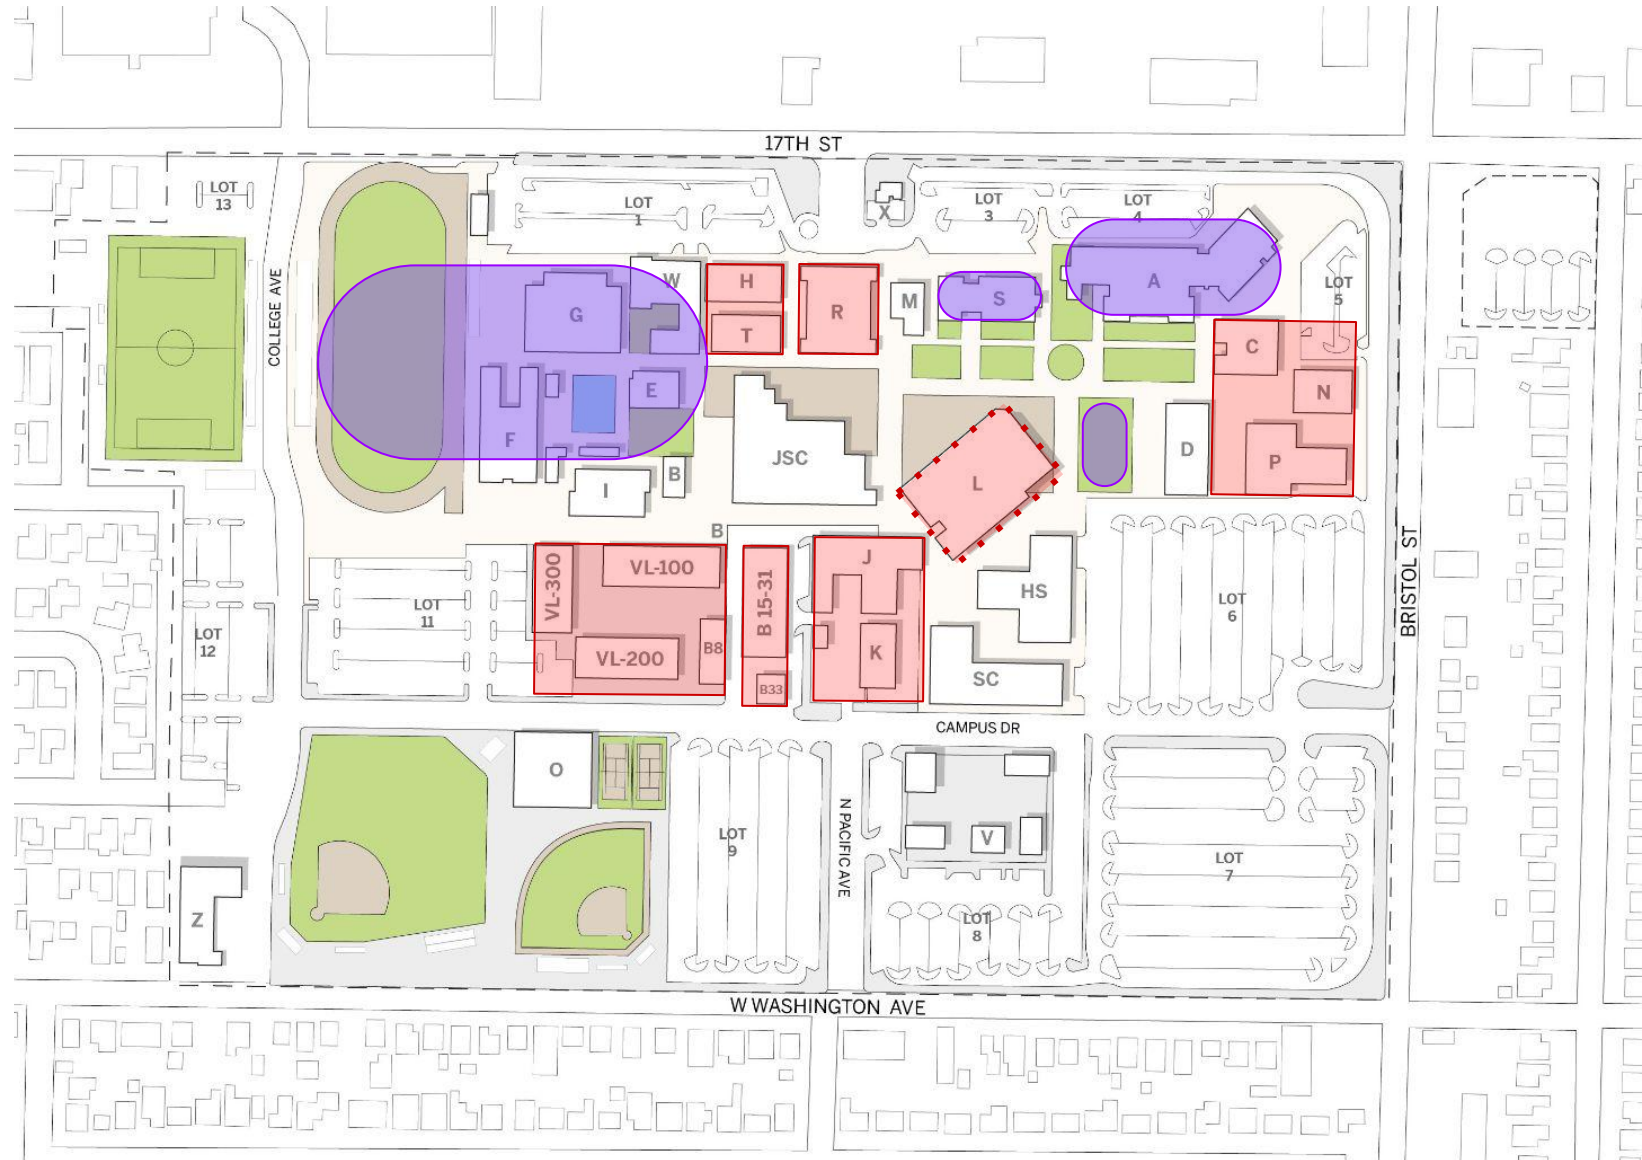 17TH ST
LOT
13
LOT
1
X
LOT
3
LOT
4
COLLEGE AVE
W
H
G
T
R
M
S
A
LOT
5
C
E
N
F
JSC
B
I
L
D
P
B
VL-300
VL-100
B 15-31
J
HS
LOT
6
BRISTOL ST
LOT
11
LOT
12
VL-200
B8
K
B33
SC
CAMPUS DR
O
LOT
9
N PACIFIC AVE
V
LOT
7
Z
LOT
8
W WASHINGTON AVE